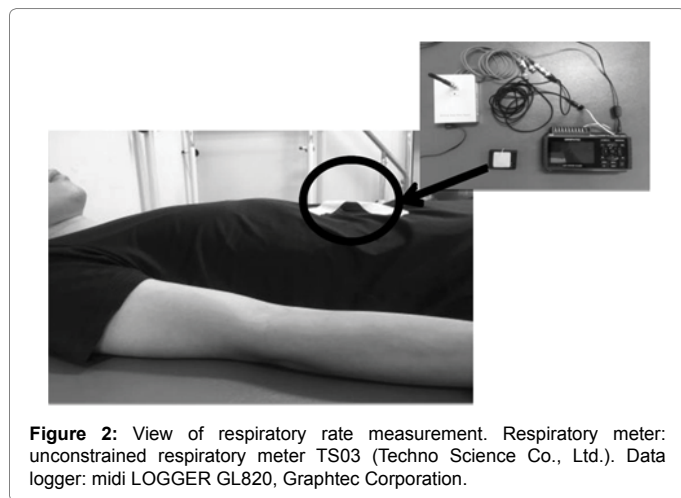 Figure 2: View of respiratory rate measurement. Respiratory meter:
unconstrained respiratory meter TS03 (Techno Science Co., Ltd.). Data
logger: midi LOGGER GL820, Graphtec Corporation.